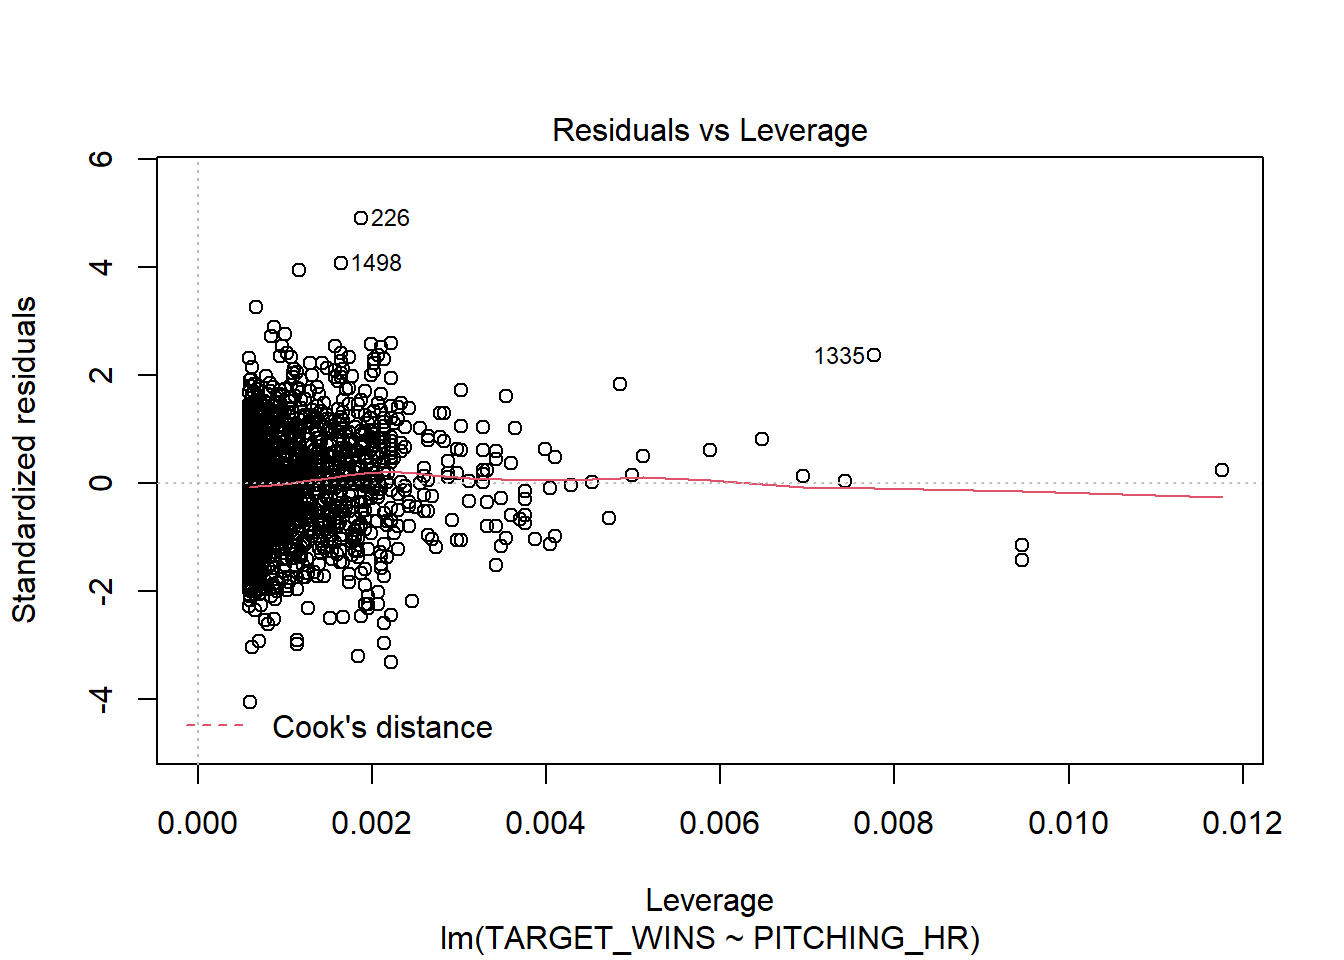 Residuals vs Leverage
Standardized residuals
6
4
2
0
-2
-4
226
1498
1335
Cook's distance
0.000 0.002 0.004 0.006 0.008 0.010 0.012
Leverage
lm(TARGET_WINS ~ PITCHING_HR)